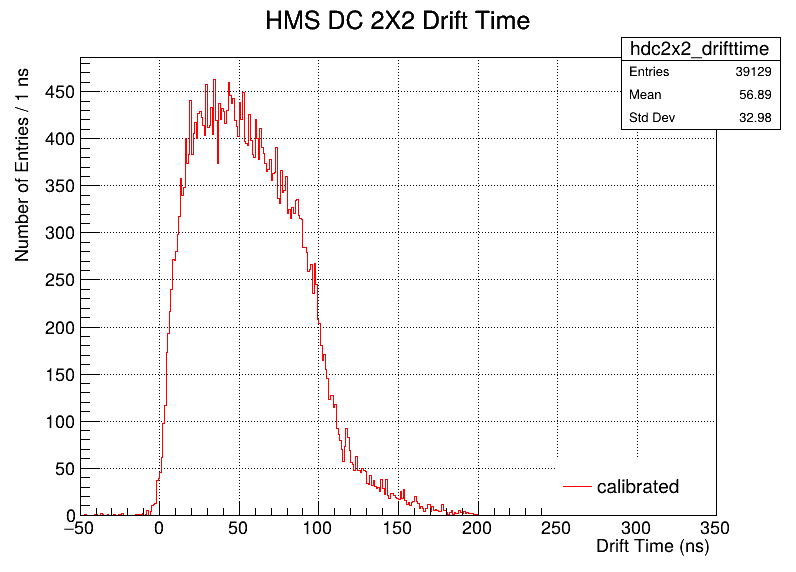 HMS DC 2X2 Drift Time
hdc2x2_drifttime
Entries 39129
Mean 56.89
Std Dev 32.98
Number of Entries / 1 ns
450
400
350
300
250
200
150
100
50
0
calibrated
−50 0 50 100 150 200 250 300 350
Drift Time (ns)